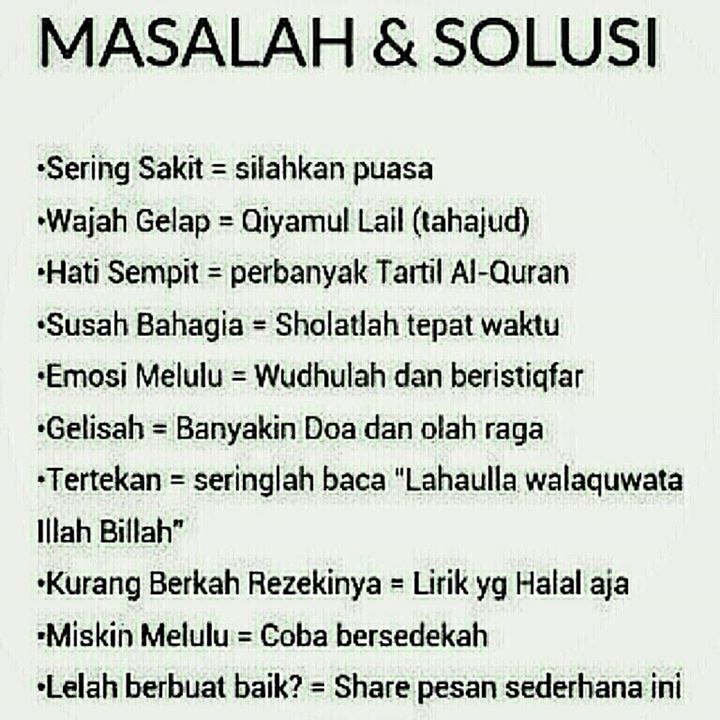 MASALAH & SOLUSI
•Sering Sakit = silahkan puasa
•Wajah Gelap = Qiyamul Lail (tahajud)
•Hati Sempit = perbanyak Tartil Al-Quran
•Susah Bahagia = Sholatlah tepat waktu
•Emosi Melulu = Wudhulah dan beristiqfar
•Gelisah = Banyakin Doa dan olah raga
•Tertekan = seringlah baca "Lahaulla walaquwata
Illah Billah"
•Kurang Berkah Rezekinya = Lirik yg Halal aja
•Miskin Melulu = Coba bersedekah
•Lelah berbuat baik? = Share pesan sederhana ini